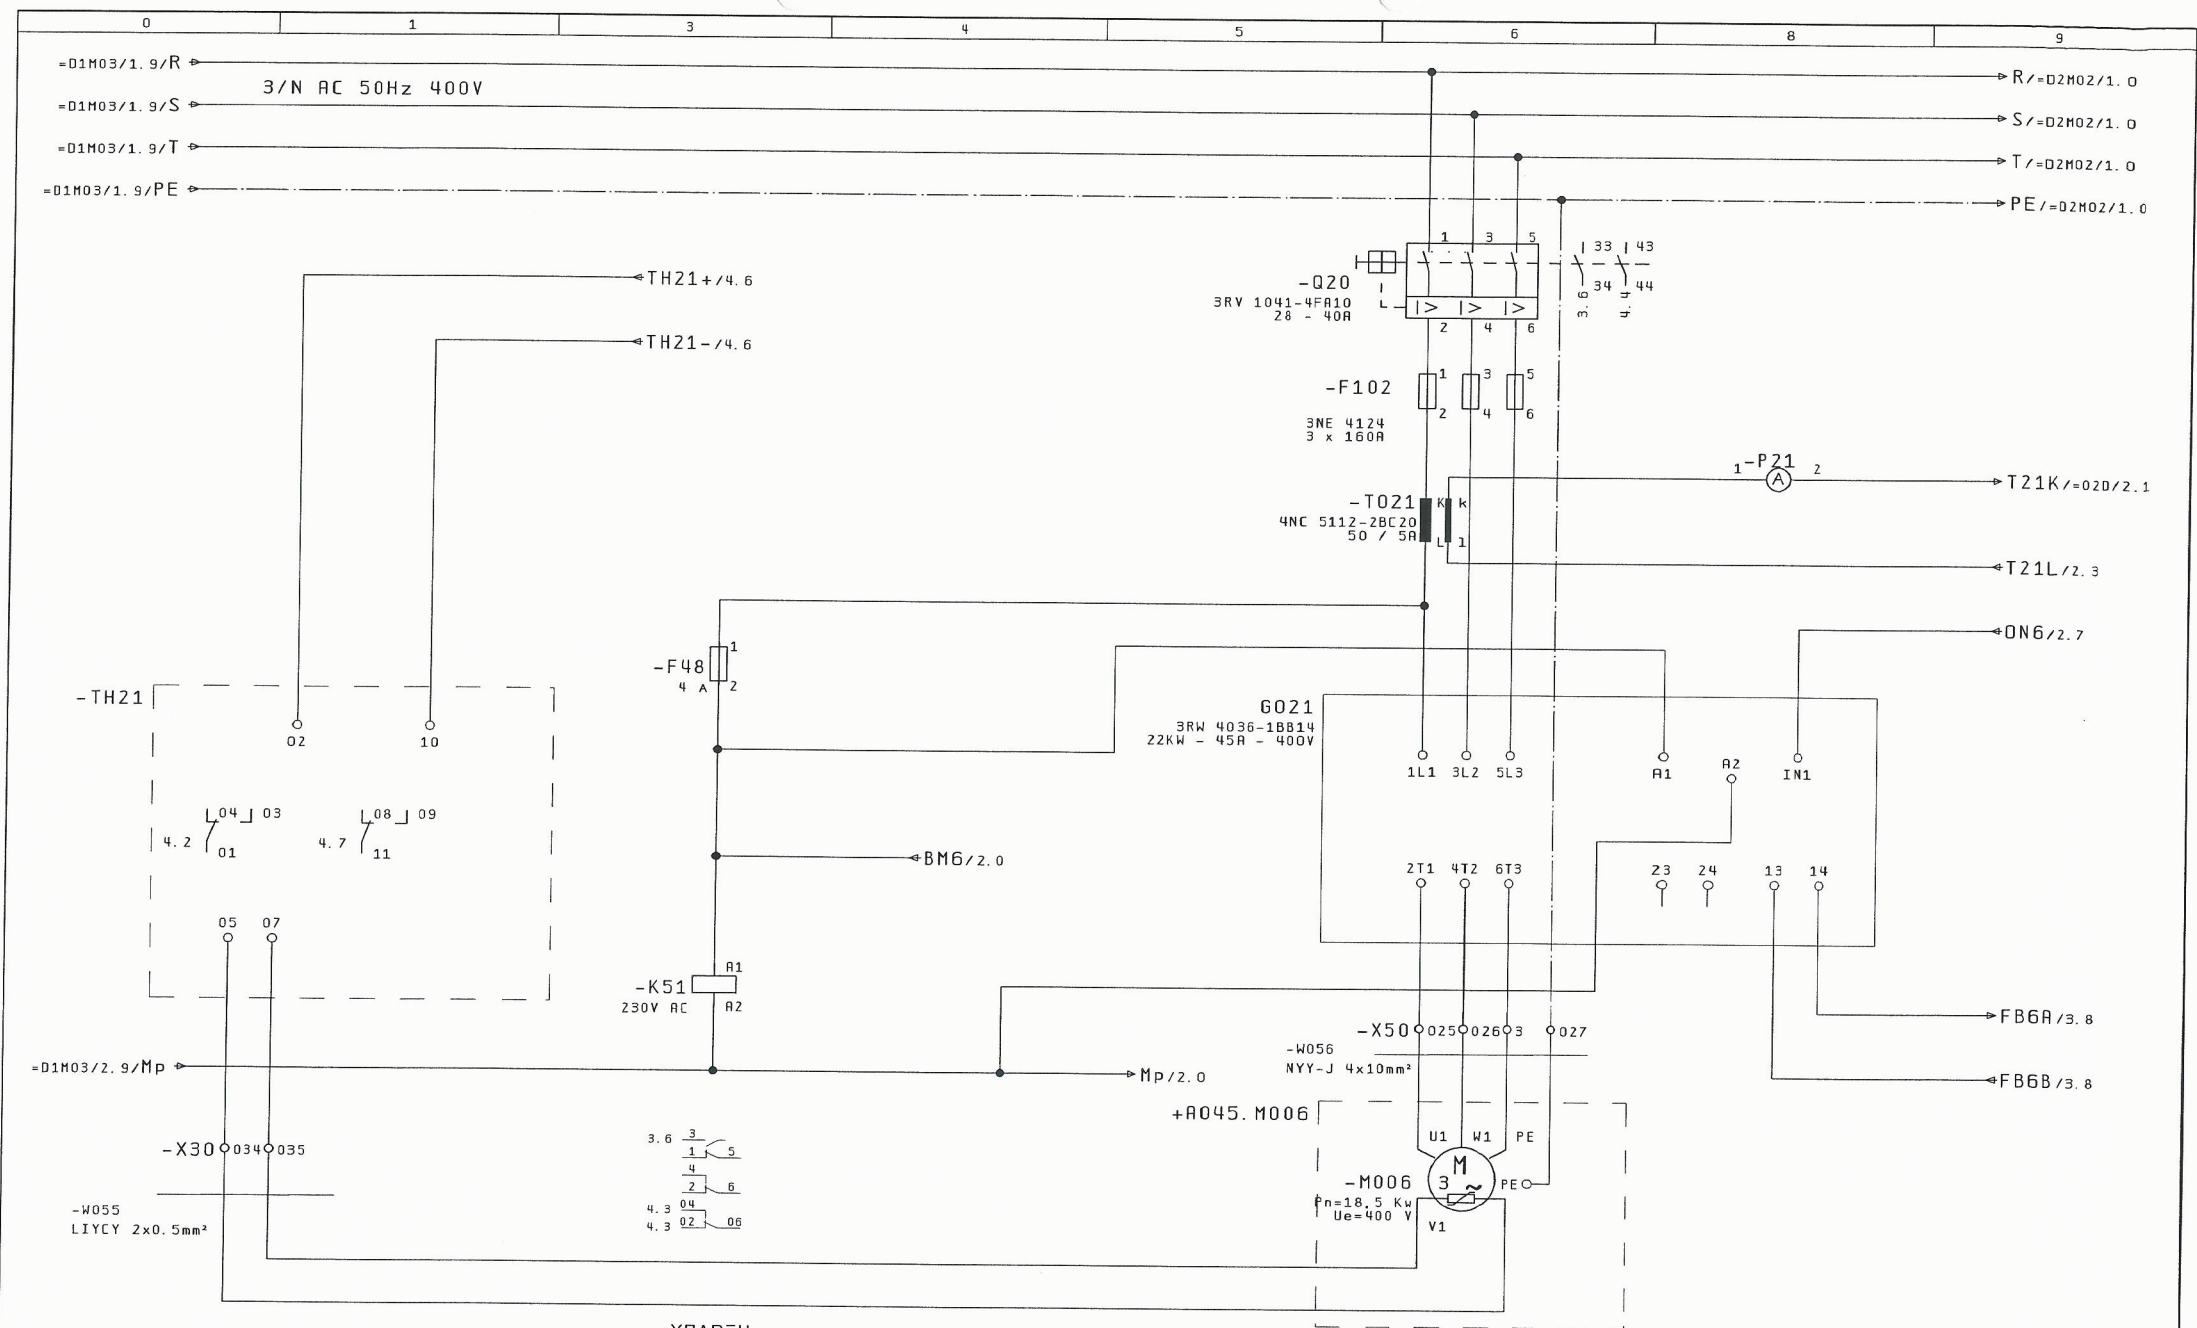 0 1 3 4 5 6 8 9
=D1M03/1.9/R
R/=D2M02/1.0
3/N AC 50Hz 400V
=D1M03/1.9/S
S/=D2M02/1.0
=D1M03/1.9/T
T/=D2M02/1.0
=D1M03/1.9/PE
PE/=D2M02/1.0
1 3 5
33 43
TH21+/4.6
-Q20
34 44
3RV 1041-4FA10
28 - 40A
I> I> I>
3.6 4.4
2 4 6
TH21-/4.6
1 3 5
-F102
2 4 6
3NE 4124
3 x 160A
1 -P21 2
A
T21K/=02D/2.1
-T021 K k
4NC 5112-2BC20
50 / 5A L l
T21L/2.3
ON6/2.7
1
-F48
4 A 2
-TH21
G021
3RW 4036-1BB14
22KW - 45A - 400V
02 10
1L1 3L2 5L3 A1 A2 IN1
04 03 08 09
4.2 01 4.7 11
BM6/2.0
2T1 4T2 6T3 23 24 13 14
05 07
A1
-K51
230V AC A2
FB6A/3.8
-X50 025 026 3 027
-W056
NYY-J 4x10mm²
=D1M03/2.9/Mp
Mp/2.0
FB6B/3.8
+A045.M006
3.6 3
1 5
4
2 6
4.3 04
4.3 02 06
-X30 034 035
U1 W1 PE
M
3 ~
-M006
PE
Pn=18,5 Kw
Ue=400 V
V1
-W055
LIYCY 2x0.5mm²